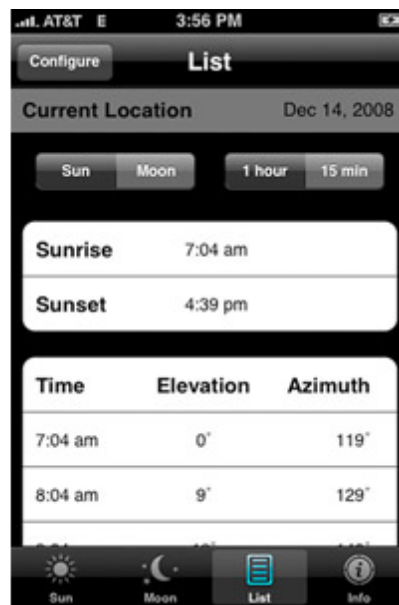 AT&T E 3:56 PM
Configure List
Current Location Dec 14, 2008
Sun Moon 1 hour 15 min
Sunrise 7:04 am
Sunset 4:39 pm
Time Elevation Azimuth
7:04 am 0° 119°
8:04 am 9° 129°
Sun Moon List Info